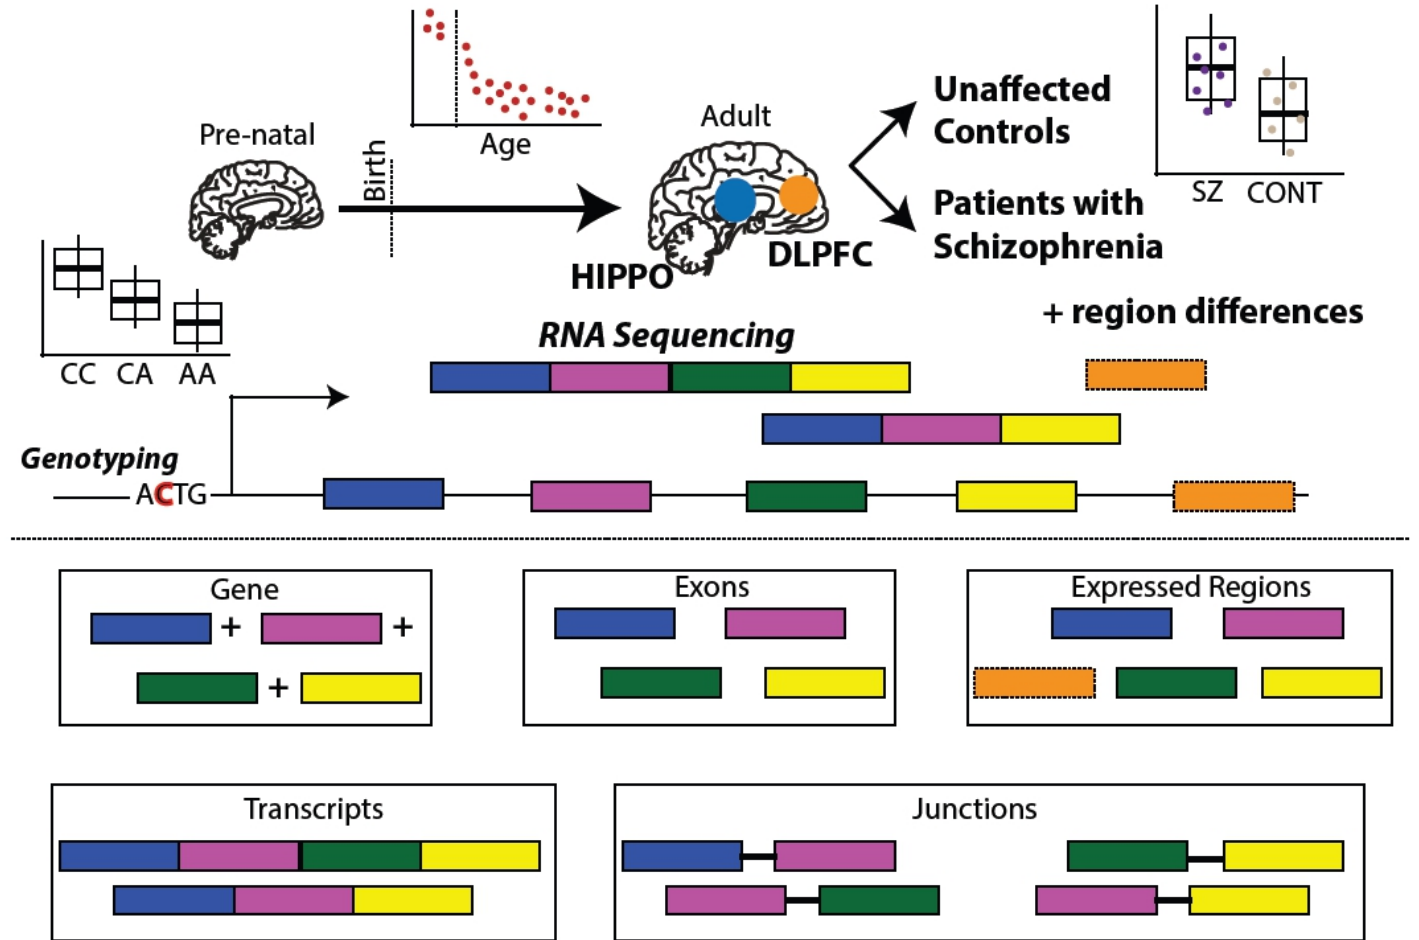 Pre-natal
Birth
Age
Adult
HIPPO
DLPFC
Unaffected
Controls
Patients with
Schizophrenia
SZ CONT
+ region differences
CC CA AA
RNA Sequencing
Genotyping
ACTG
Gene
+ +
+
Exons
Expressed Regions
Transcripts
Junctions